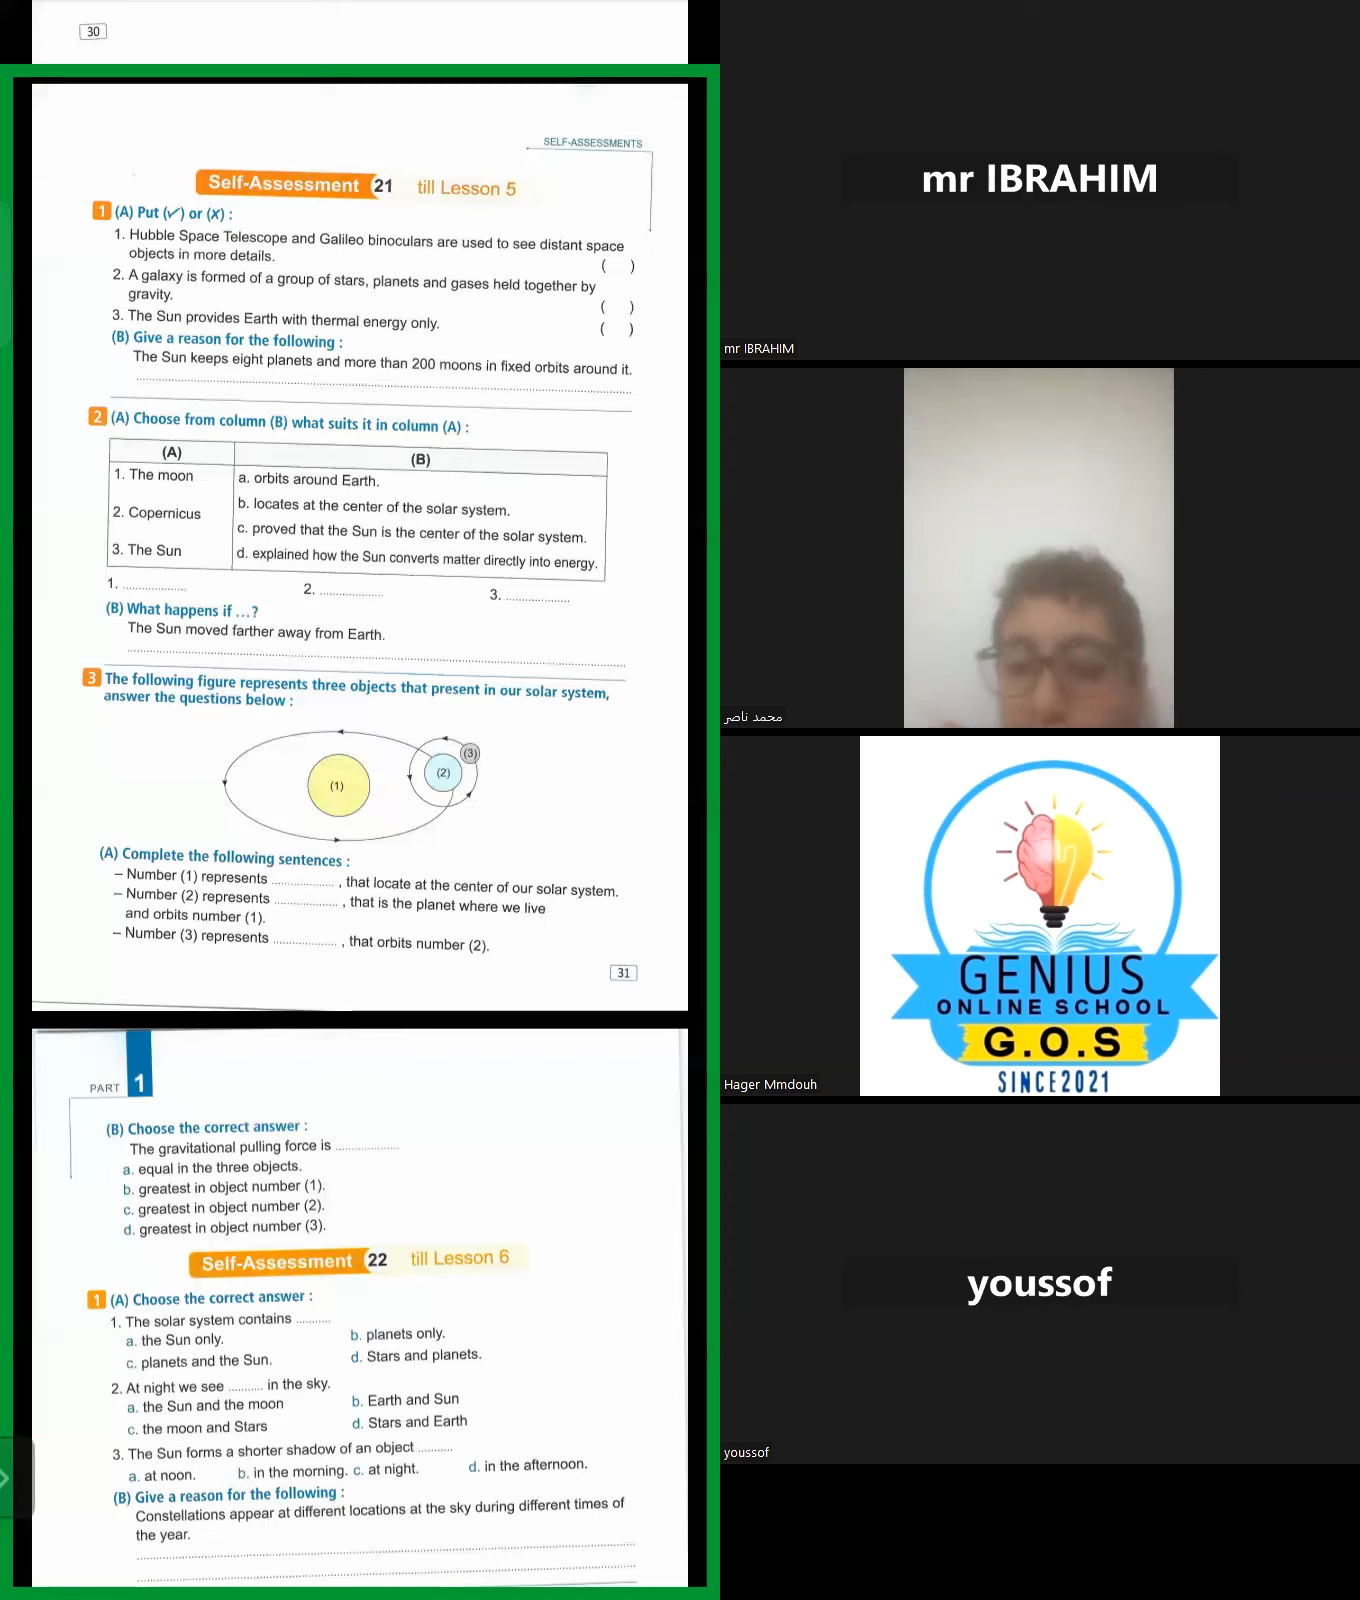 30
SELF-ASSESSMENTS
Self-Assessment 21 till Lesson 5
1 (A) Put (✓) or (x) :
1. Hubble Space Telescope and Galileo binoculars are used to see distant space
objects in more details. ( )
2. A galaxy is formed of a group of stars, planets and gases held together by
gravity. ( )
3. The Sun provides Earth with thermal energy only. ( )
(B) Give a reason for the following :
The Sun keeps eight planets and more than 200 moons in fixed orbits around it.
2 (A) Choose from column (B) what suits it in column (A) :
(A) (B)
1. The moon
2. Copernicus
3. The Sun
a. orbits around Earth.
b. locates at the center of the solar system.
c. proved that the Sun is the center of the solar system.
d. explained how the Sun converts matter directly into energy.
1. .................... 2. .................... 3. ....................
(B) What happens if ...?
The Sun moved farther away from Earth.
3 The following figure represents three objects that present in our solar system,
answer the questions below :
(1)
(2)
(3)
(A) Complete the following sentences :
– Number (1) represents .................... , that locate at the center of our solar system.
– Number (2) represents .................... , that is the planet where we live
and orbits number (1).
– Number (3) represents .................... , that orbits number (2).
31
PART 1
(B) Choose the correct answer :
The gravitational pulling force is ....................
a. equal in the three objects.
b. greatest in object number (1).
c. greatest in object number (2).
d. greatest in object number (3).
Self-Assessment 22 till Lesson 6
1 (A) Choose the correct answer :
1. The solar system contains ..........
a. the Sun only. b. planets only.
c. planets and the Sun. d. Stars and planets.
2. At night we see .......... in the sky.
a. the Sun and the moon b. Earth and Sun
c. the moon and Stars d. Stars and Earth
3. The Sun forms a shorter shadow of an object ..........
a. at noon. b. in the morning. c. at night. d. in the afternoon.
(B) Give a reason for the following :
Constellations appear at different locations at the sky during different times of
the year.
mr IBRAHIM
mr IBRAHIM
محمد ناصر
GENIUS
ONLINE SCHOOL
G.O.S
SINCE2021
Hager Mmdouh
youssof
youssof